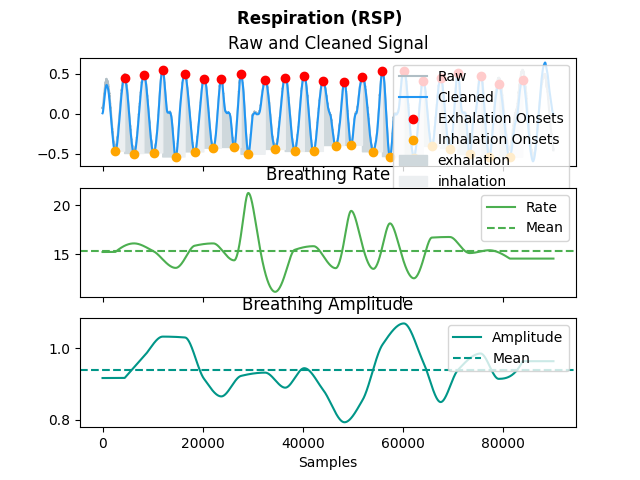 Respiration (RSP)
Raw and Cleaned Signal
0.5
0.0
−0.5
Raw
Cleaned
Exhalation Onsets
Inhalation Onsets
exhalation
inhalation
Breathing Rate
20
15
Rate
Mean
Breathing Amplitude
1.0
0.8
Amplitude
Mean
0 20000 40000 60000 80000
Samples